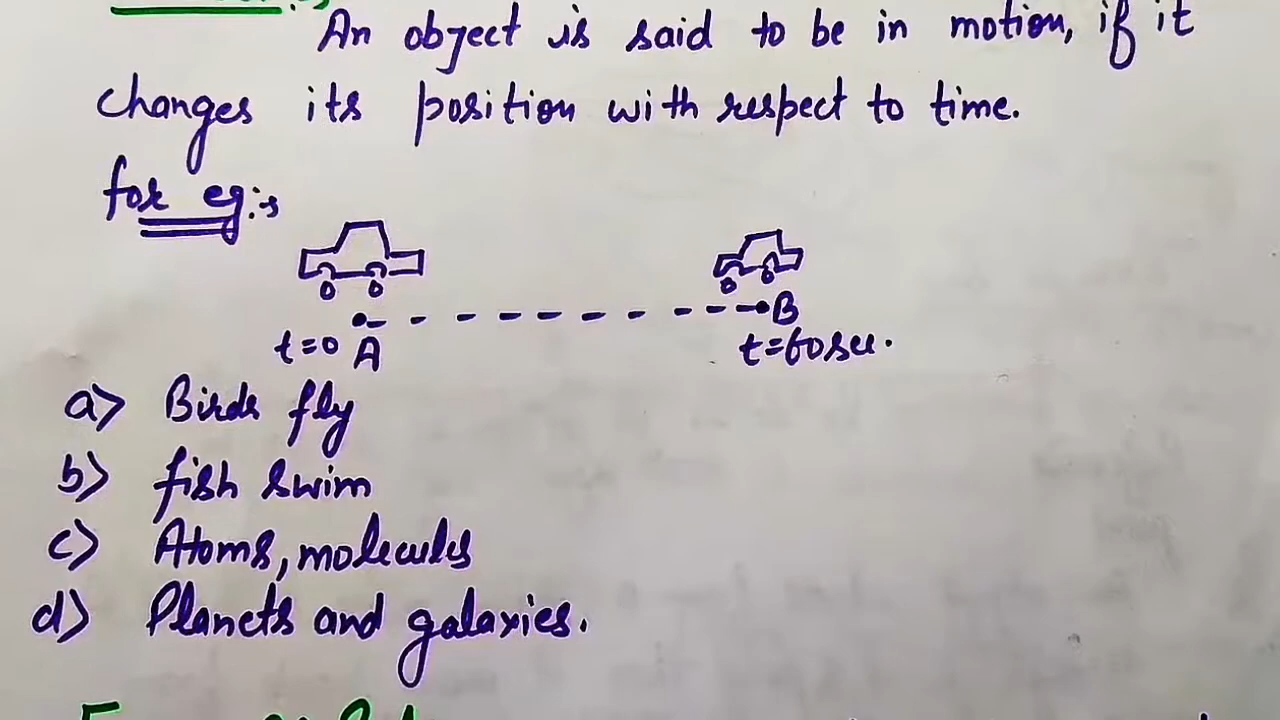 An object is said to be in motion, if it
changes its position with respect to time.
for eg:-
t=0 A
B
t=60sec.
a) Birds fly
b) fish swim
c) Atoms, molecules
d) Planets and galaxies.